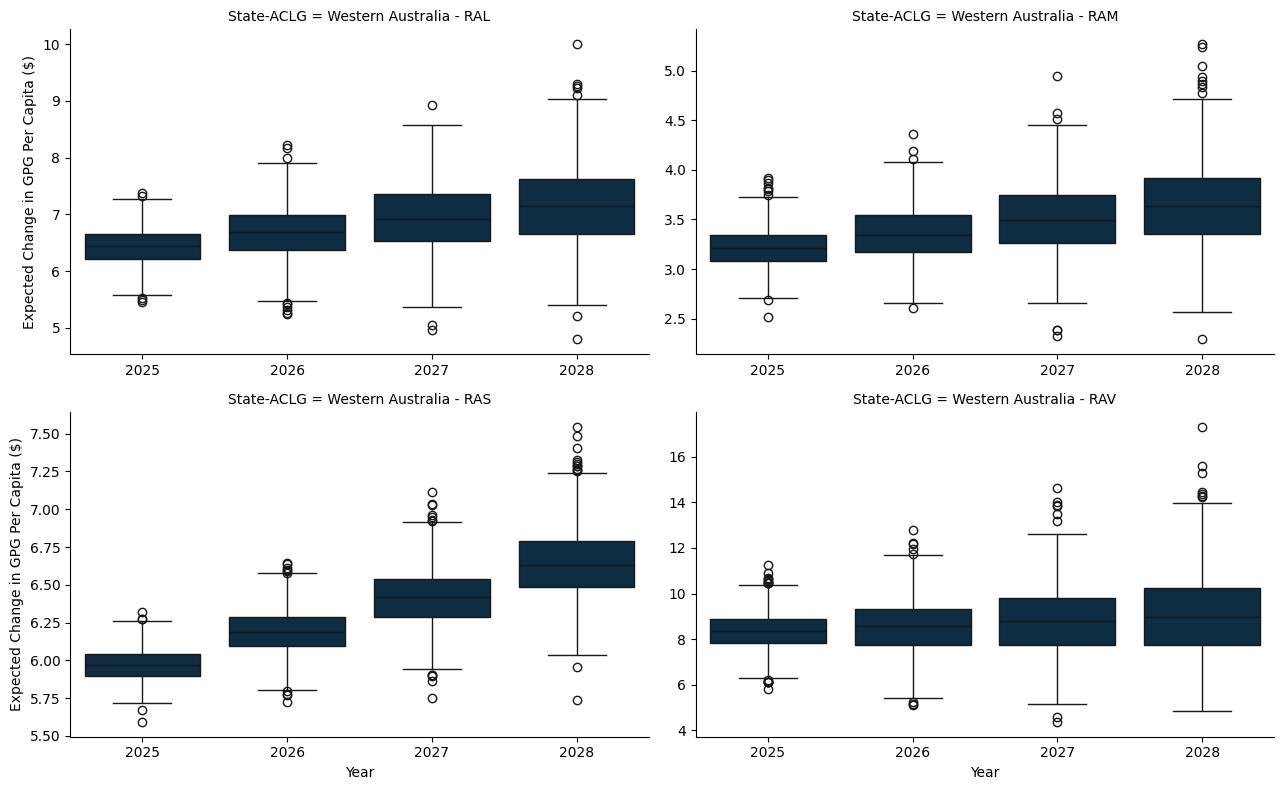 State-ACLG = Western Australia - RAL
Expected Change in GPG Per Capita ($)
10
9
8
7
6
5
2025 2026 2027 2028
State-ACLG = Western Australia - RAM
5.0
4.5
4.0
3.5
3.0
2.5
2025 2026 2027 2028
State-ACLG = Western Australia - RAS
Expected Change in GPG Per Capita ($)
7.50
7.25
7.00
6.75
6.50
6.25
6.00
5.75
5.50
2025 2026 2027 2028
Year
State-ACLG = Western Australia - RAV
16
14
12
10
8
6
4
2025 2026 2027 2028
Year